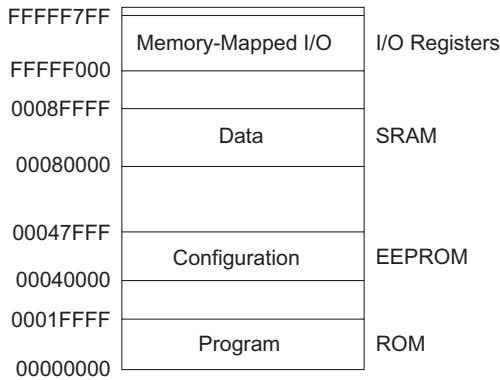 FFFFF7FF
Memory-Mapped I/O I/O Registers
FFFFF000
0008FFFF
Data SRAM
00080000
00047FFF
Configuration EEPROM
00040000
0001FFFF
Program ROM
00000000